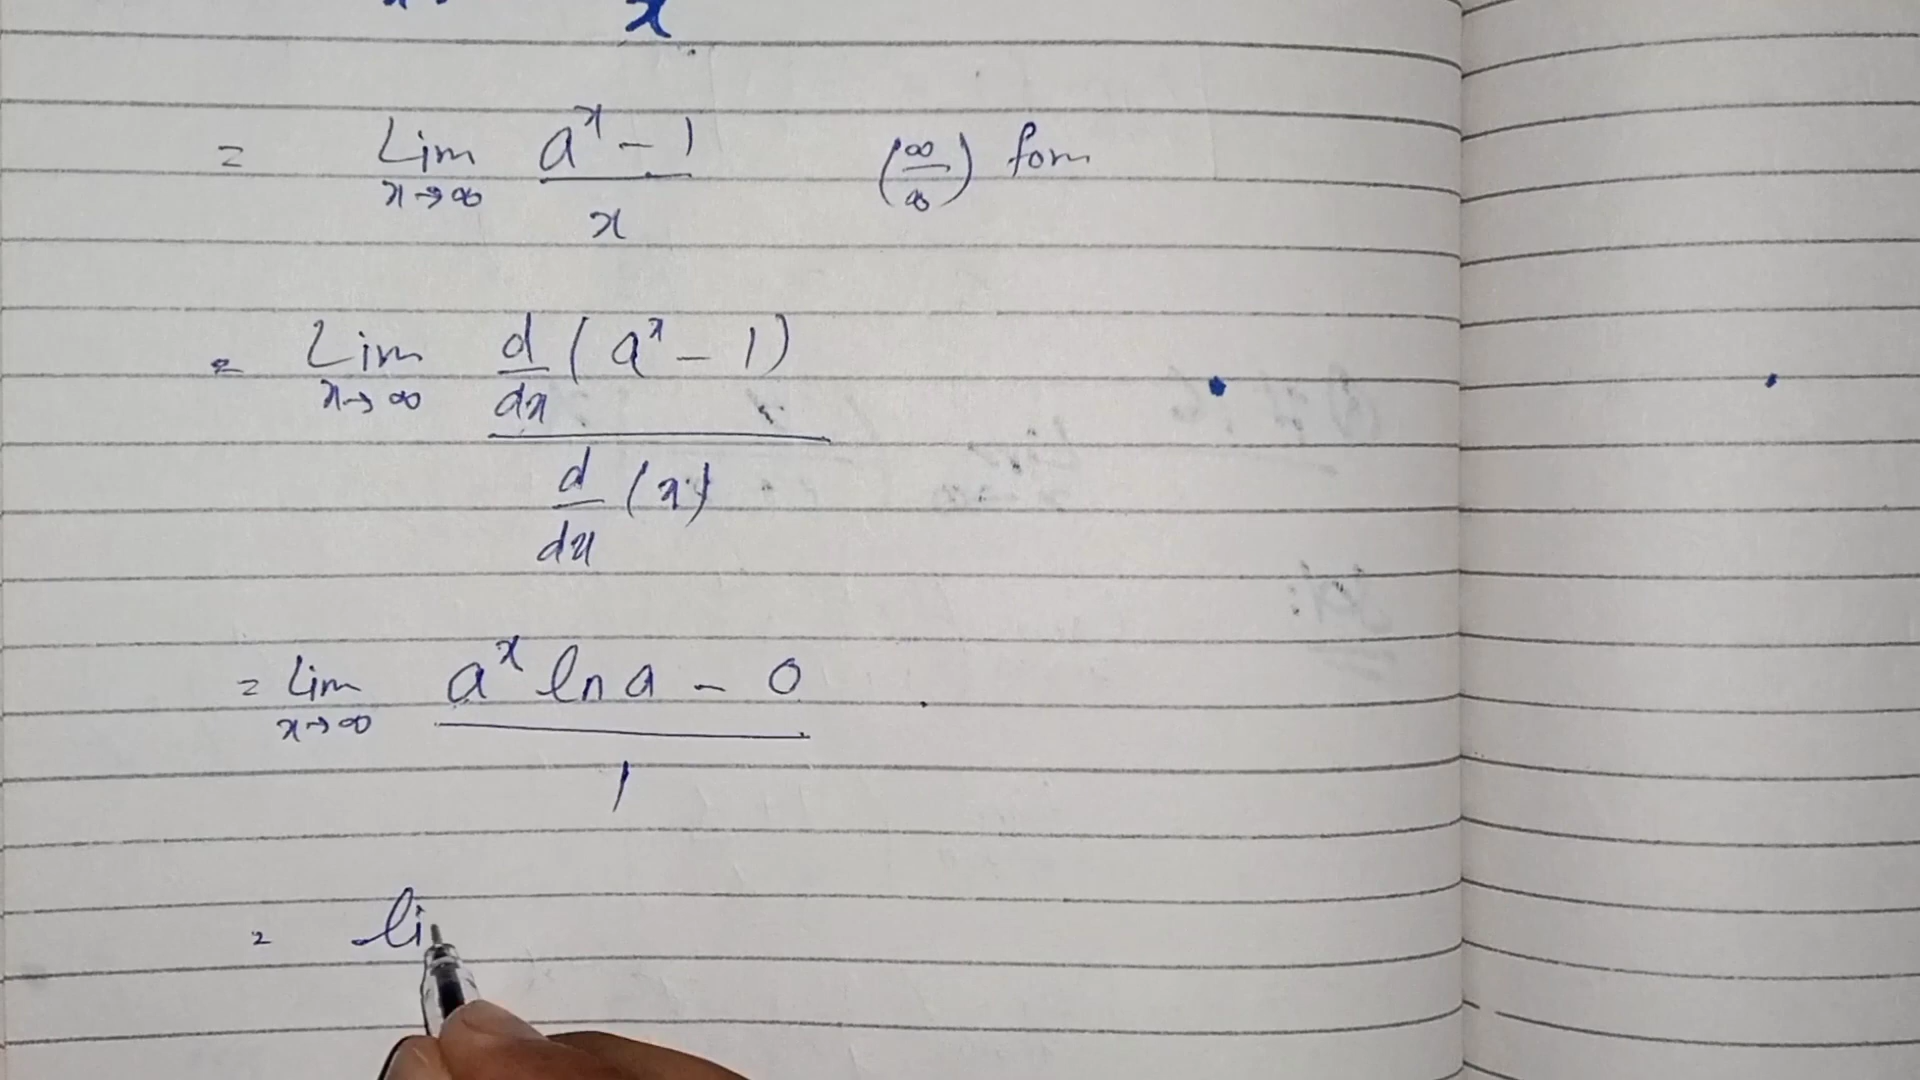 x
= Lim x→∞ a^x - 1 / x (∞/∞) form
= Lim x→∞ d/dx (a^x - 1) / d/dx (x)
= Lim x→∞ a^x ln a - 0 / 1
= li